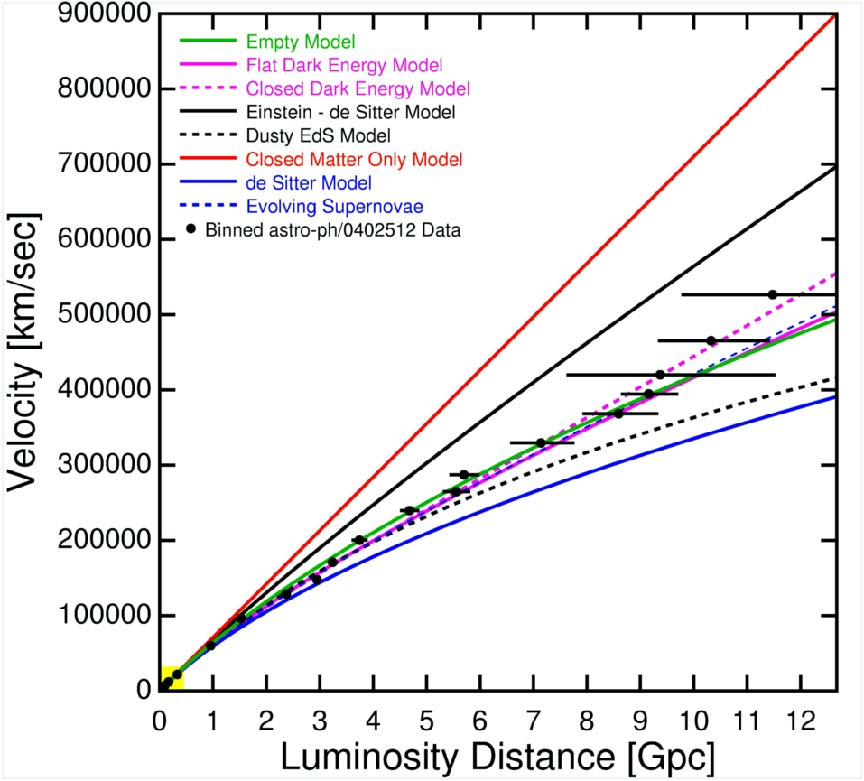 900000
800000
700000
600000
500000
400000
300000
200000
100000
0
Velocity [km/sec]
Empty Model
Flat Dark Energy Model
Closed Dark Energy Model
Einstein - de Sitter Model
Dusty EdS Model
Closed Matter Only Model
de Sitter Model
Evolving Supernovae
Binned astro-ph/0402512 Data
0 1 2 3 4 5 6 7 8 9 10 11 12
Luminosity Distance [Gpc]